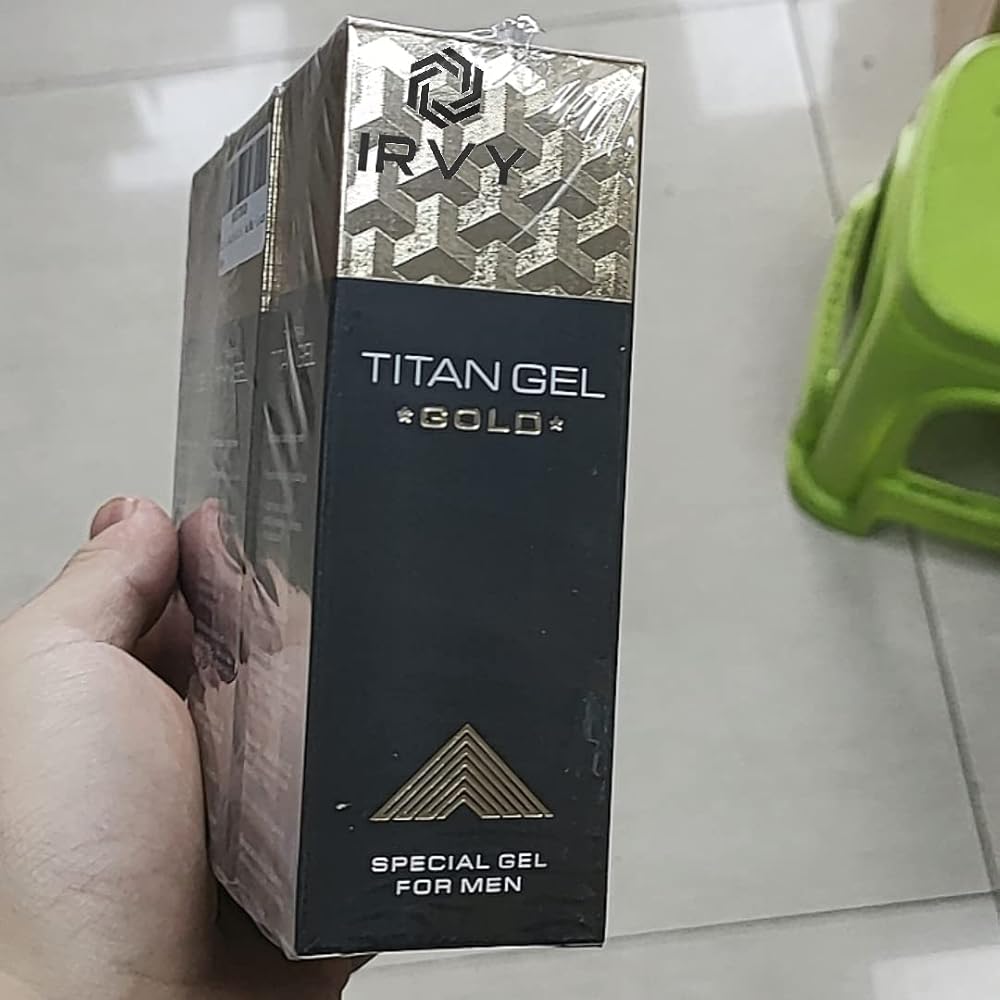 IRVY
TITAN GEL
GOLD
SPECIAL GEL
FOR MEN